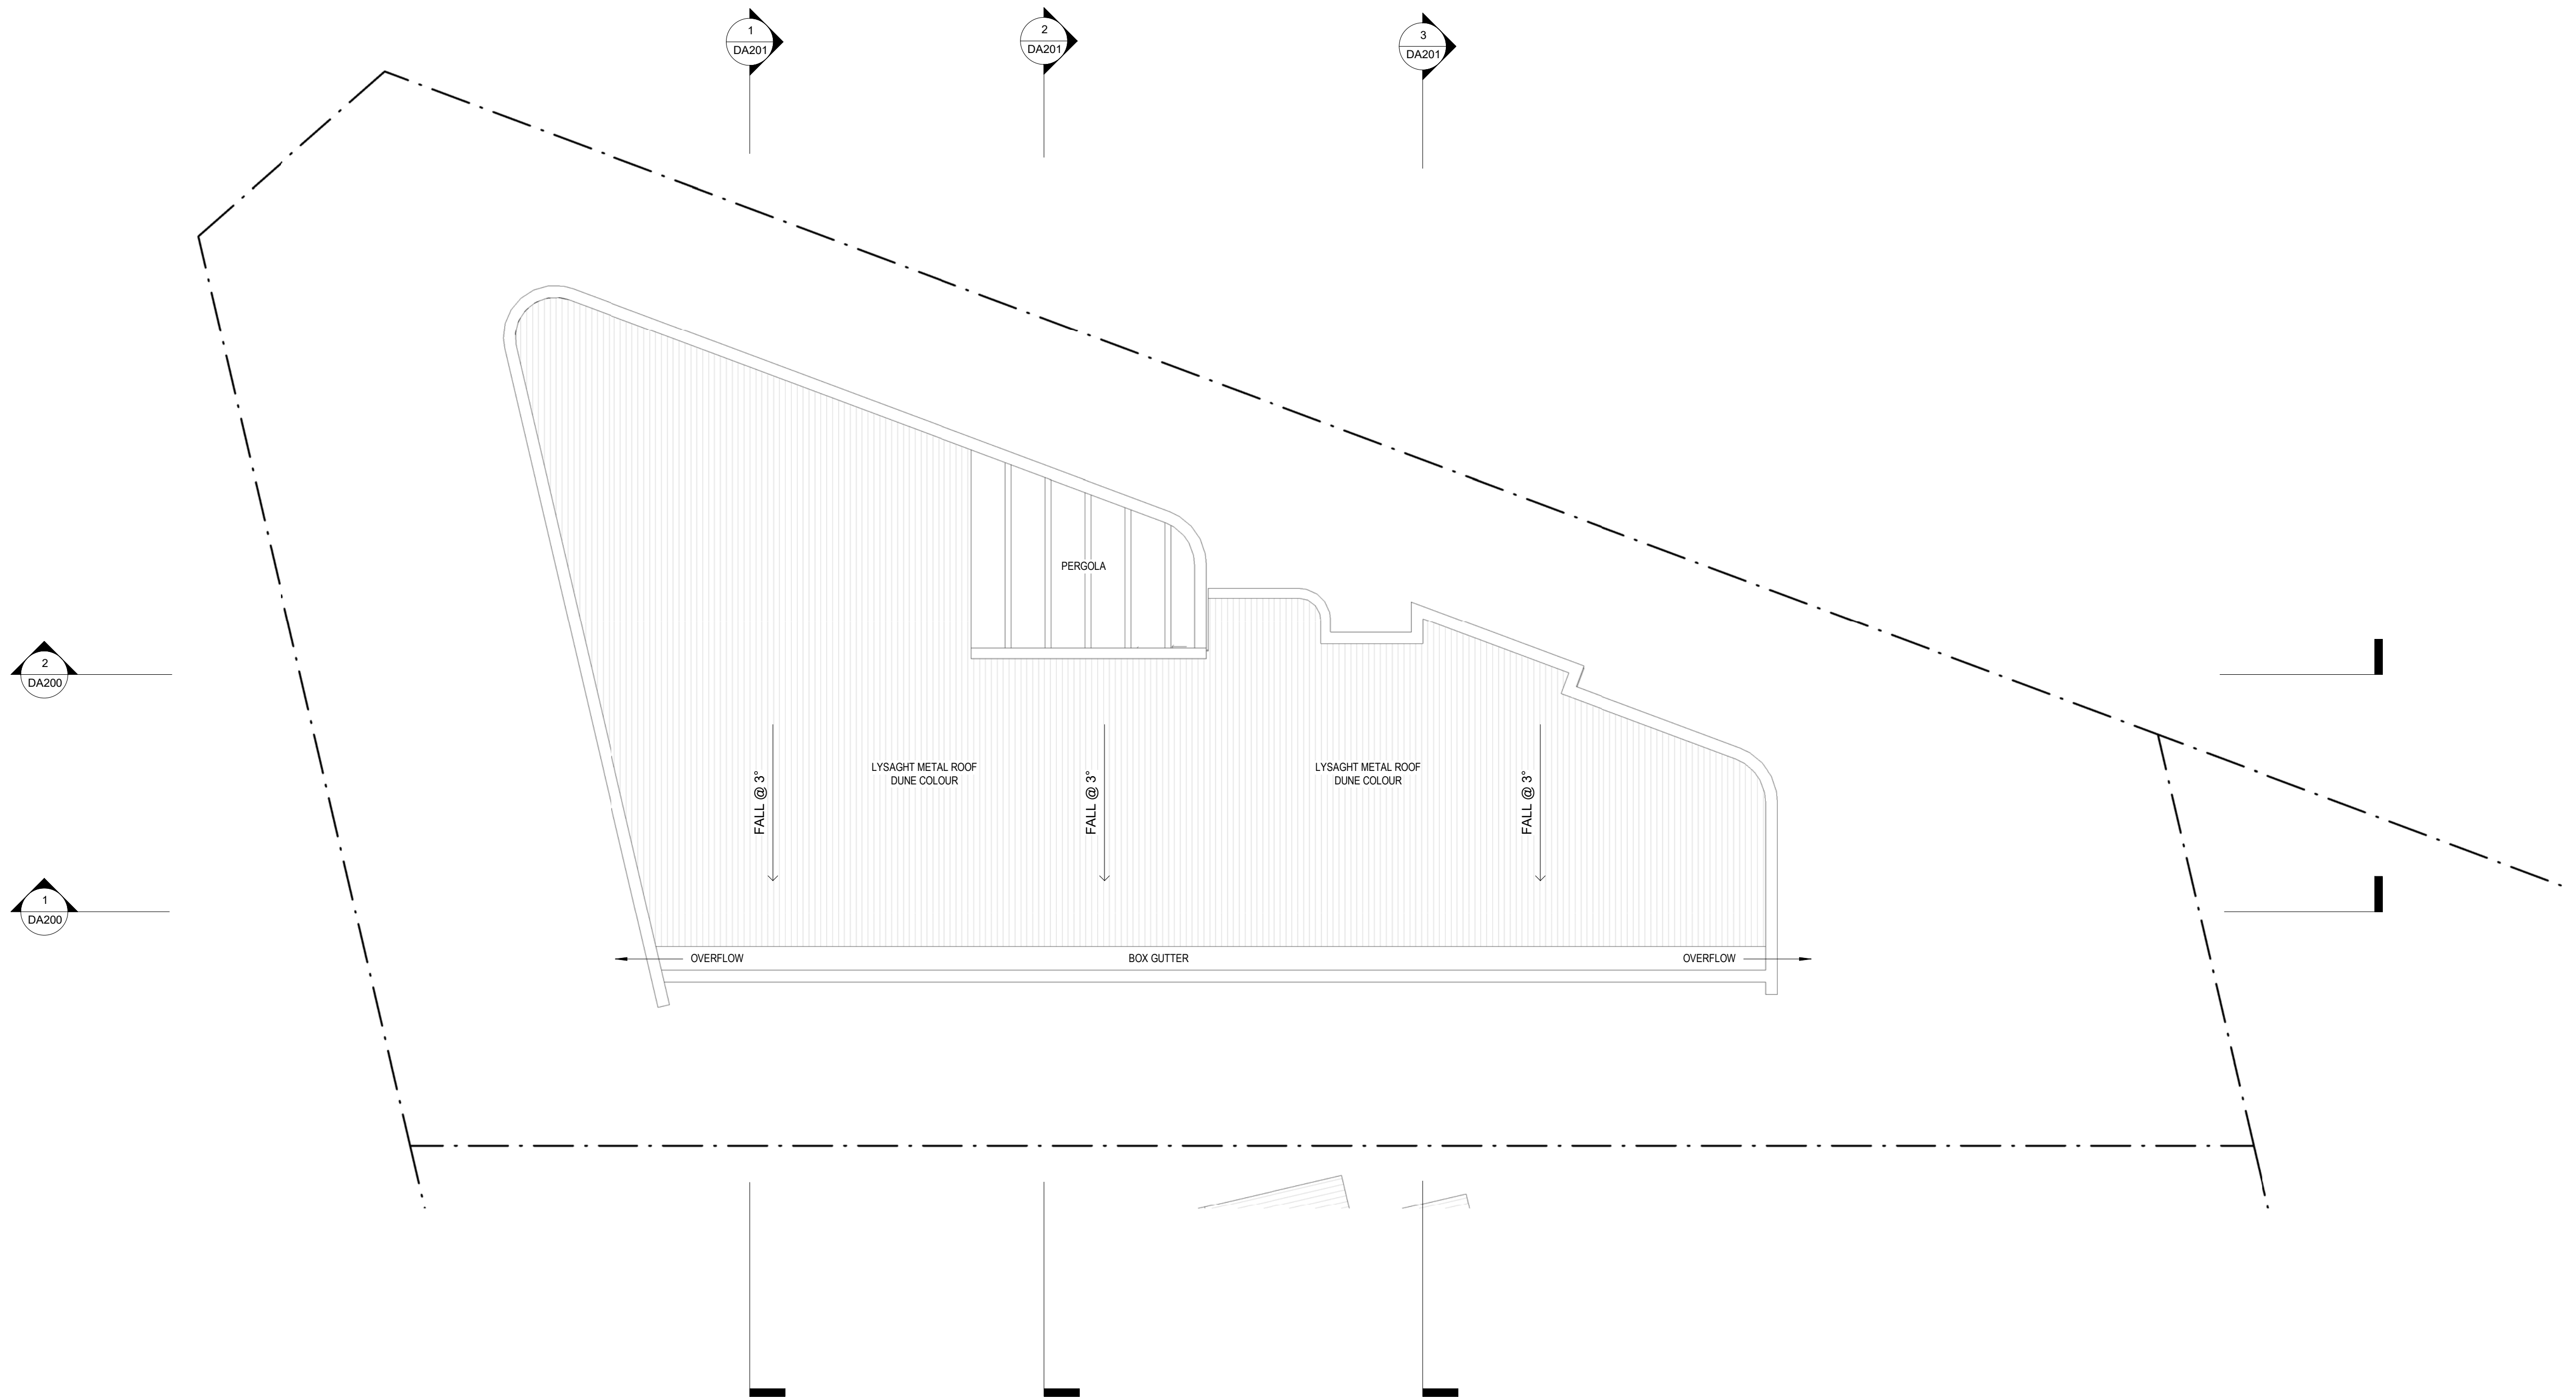 1
DA201
2
DA201
3
DA201
PERGOLA
2
DA200
LYSAGHT METAL ROOF
DUNE COLOUR
LYSAGHT METAL ROOF
DUNE COLOUR
FALL @ 3°
FALL @ 3°
FALL @ 3°
1
DA200
OVERFLOW
BOX GUTTER
OVERFLOW